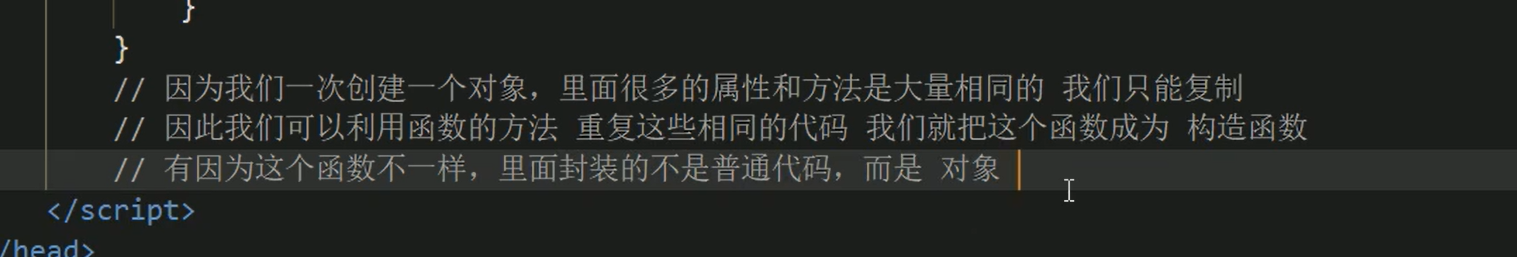 }
}
// 因为我们一次创建一个对象，里面很多的属性和方法是大量相同的 我们只能复制
// 因此我们可以利用函数的方法 重复这些相同的代码 我们就把这个函数成为 构造函数
// 有因为这个函数不一样，里面封装的不是普通代码，而是 对象
</script>
/head>